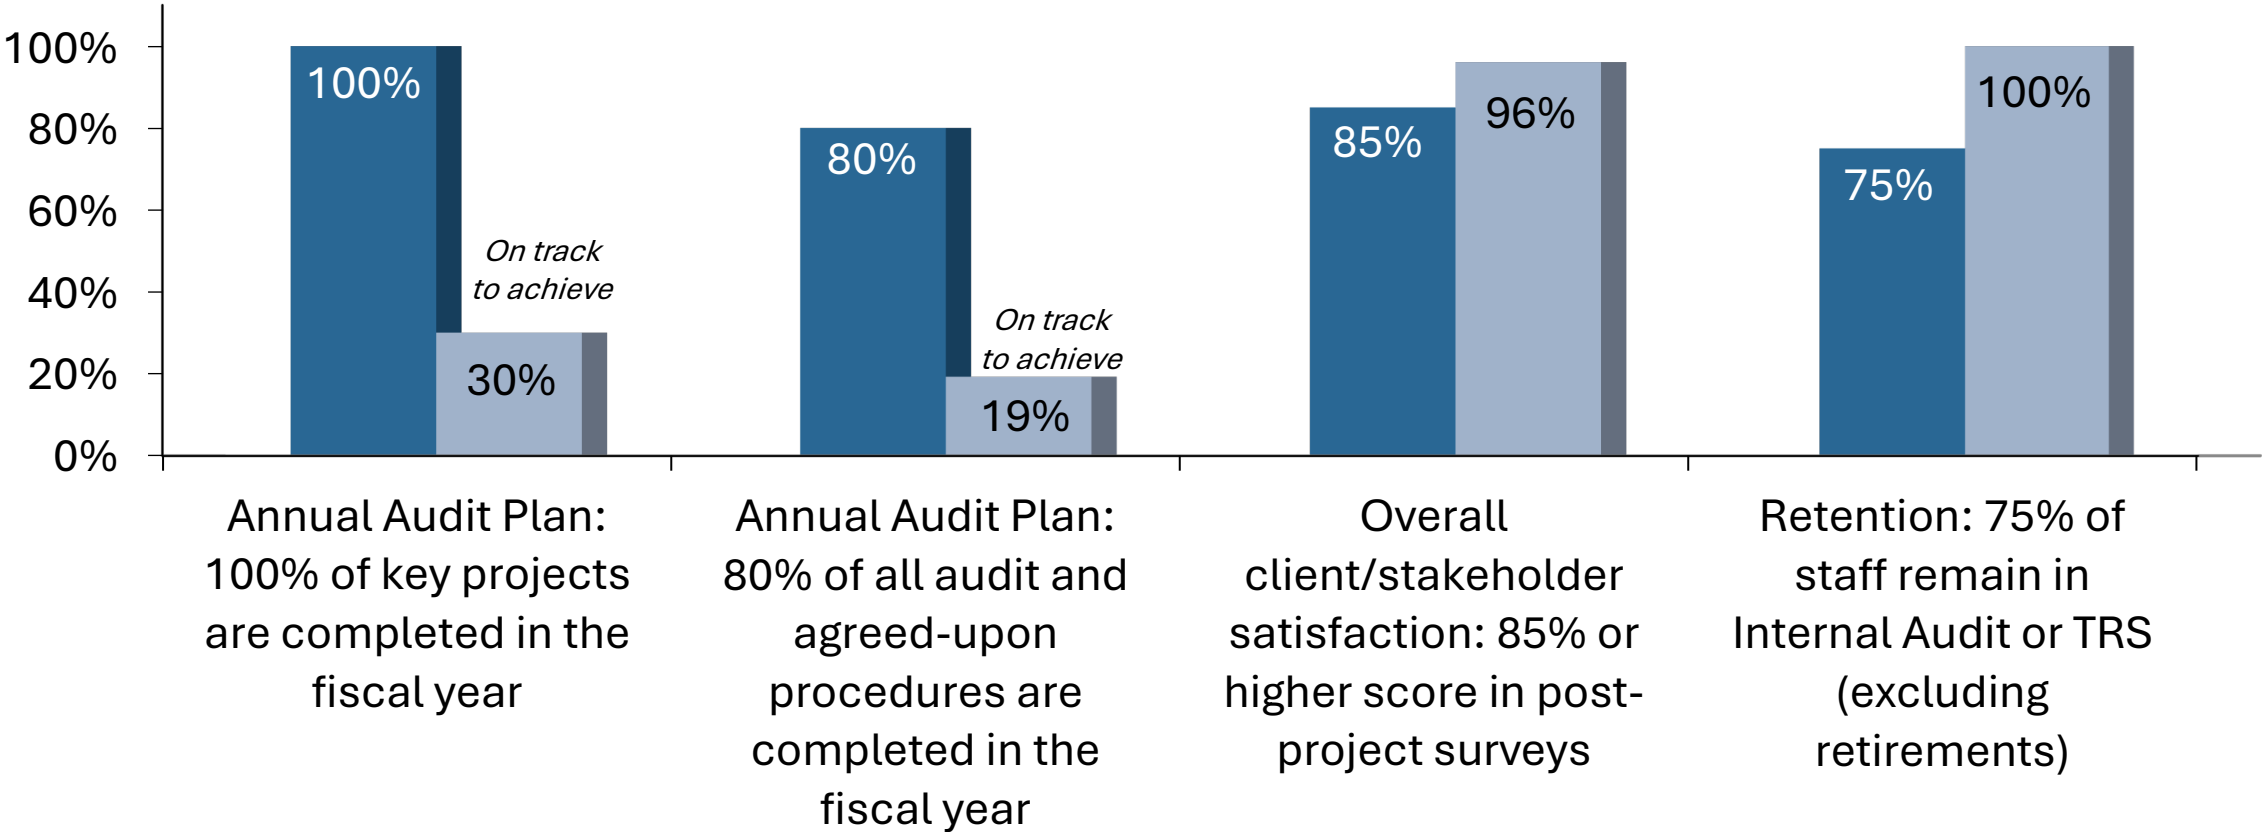 100%
80%
60%
40%
20%
0%
100%
On track
to achieve
30%
80%
On track
to achieve
19%
85%
96%
75%
100%
Annual Audit Plan:
100% of key projects
are completed in the
fiscal year
Annual Audit Plan:
80% of all audit and
agreed-upon
procedures are
completed in the
fiscal year
Overall
client/stakeholder
satisfaction: 85% or
higher score in post-
project surveys
Retention: 75% of
staff remain in
Internal Audit or TRS
(excluding
retirements)